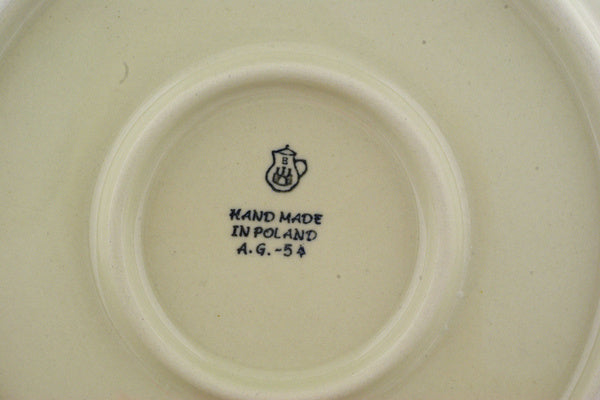 B
HAND MADE
IN POLAND
A.G.-54